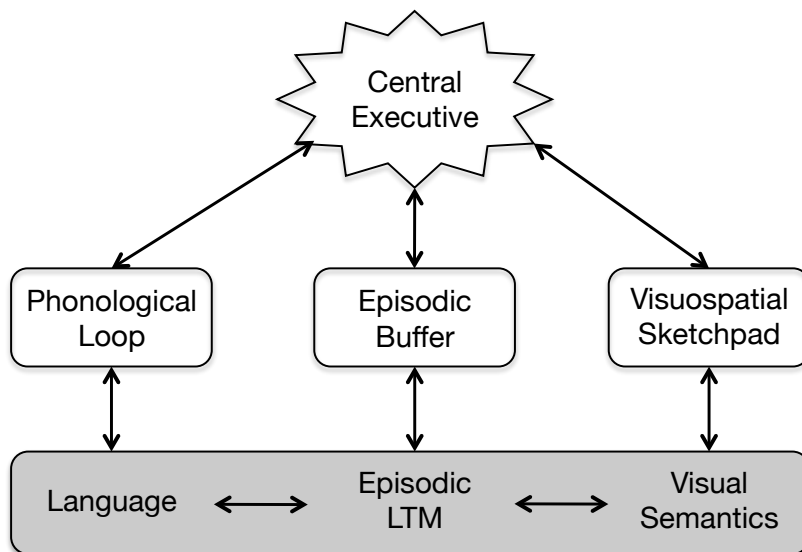 Central
Executive
Phonological
Loop
Episodic
Buffer
Visuospatial
Sketchpad
Language
Episodic
LTM
Visual
Semantics